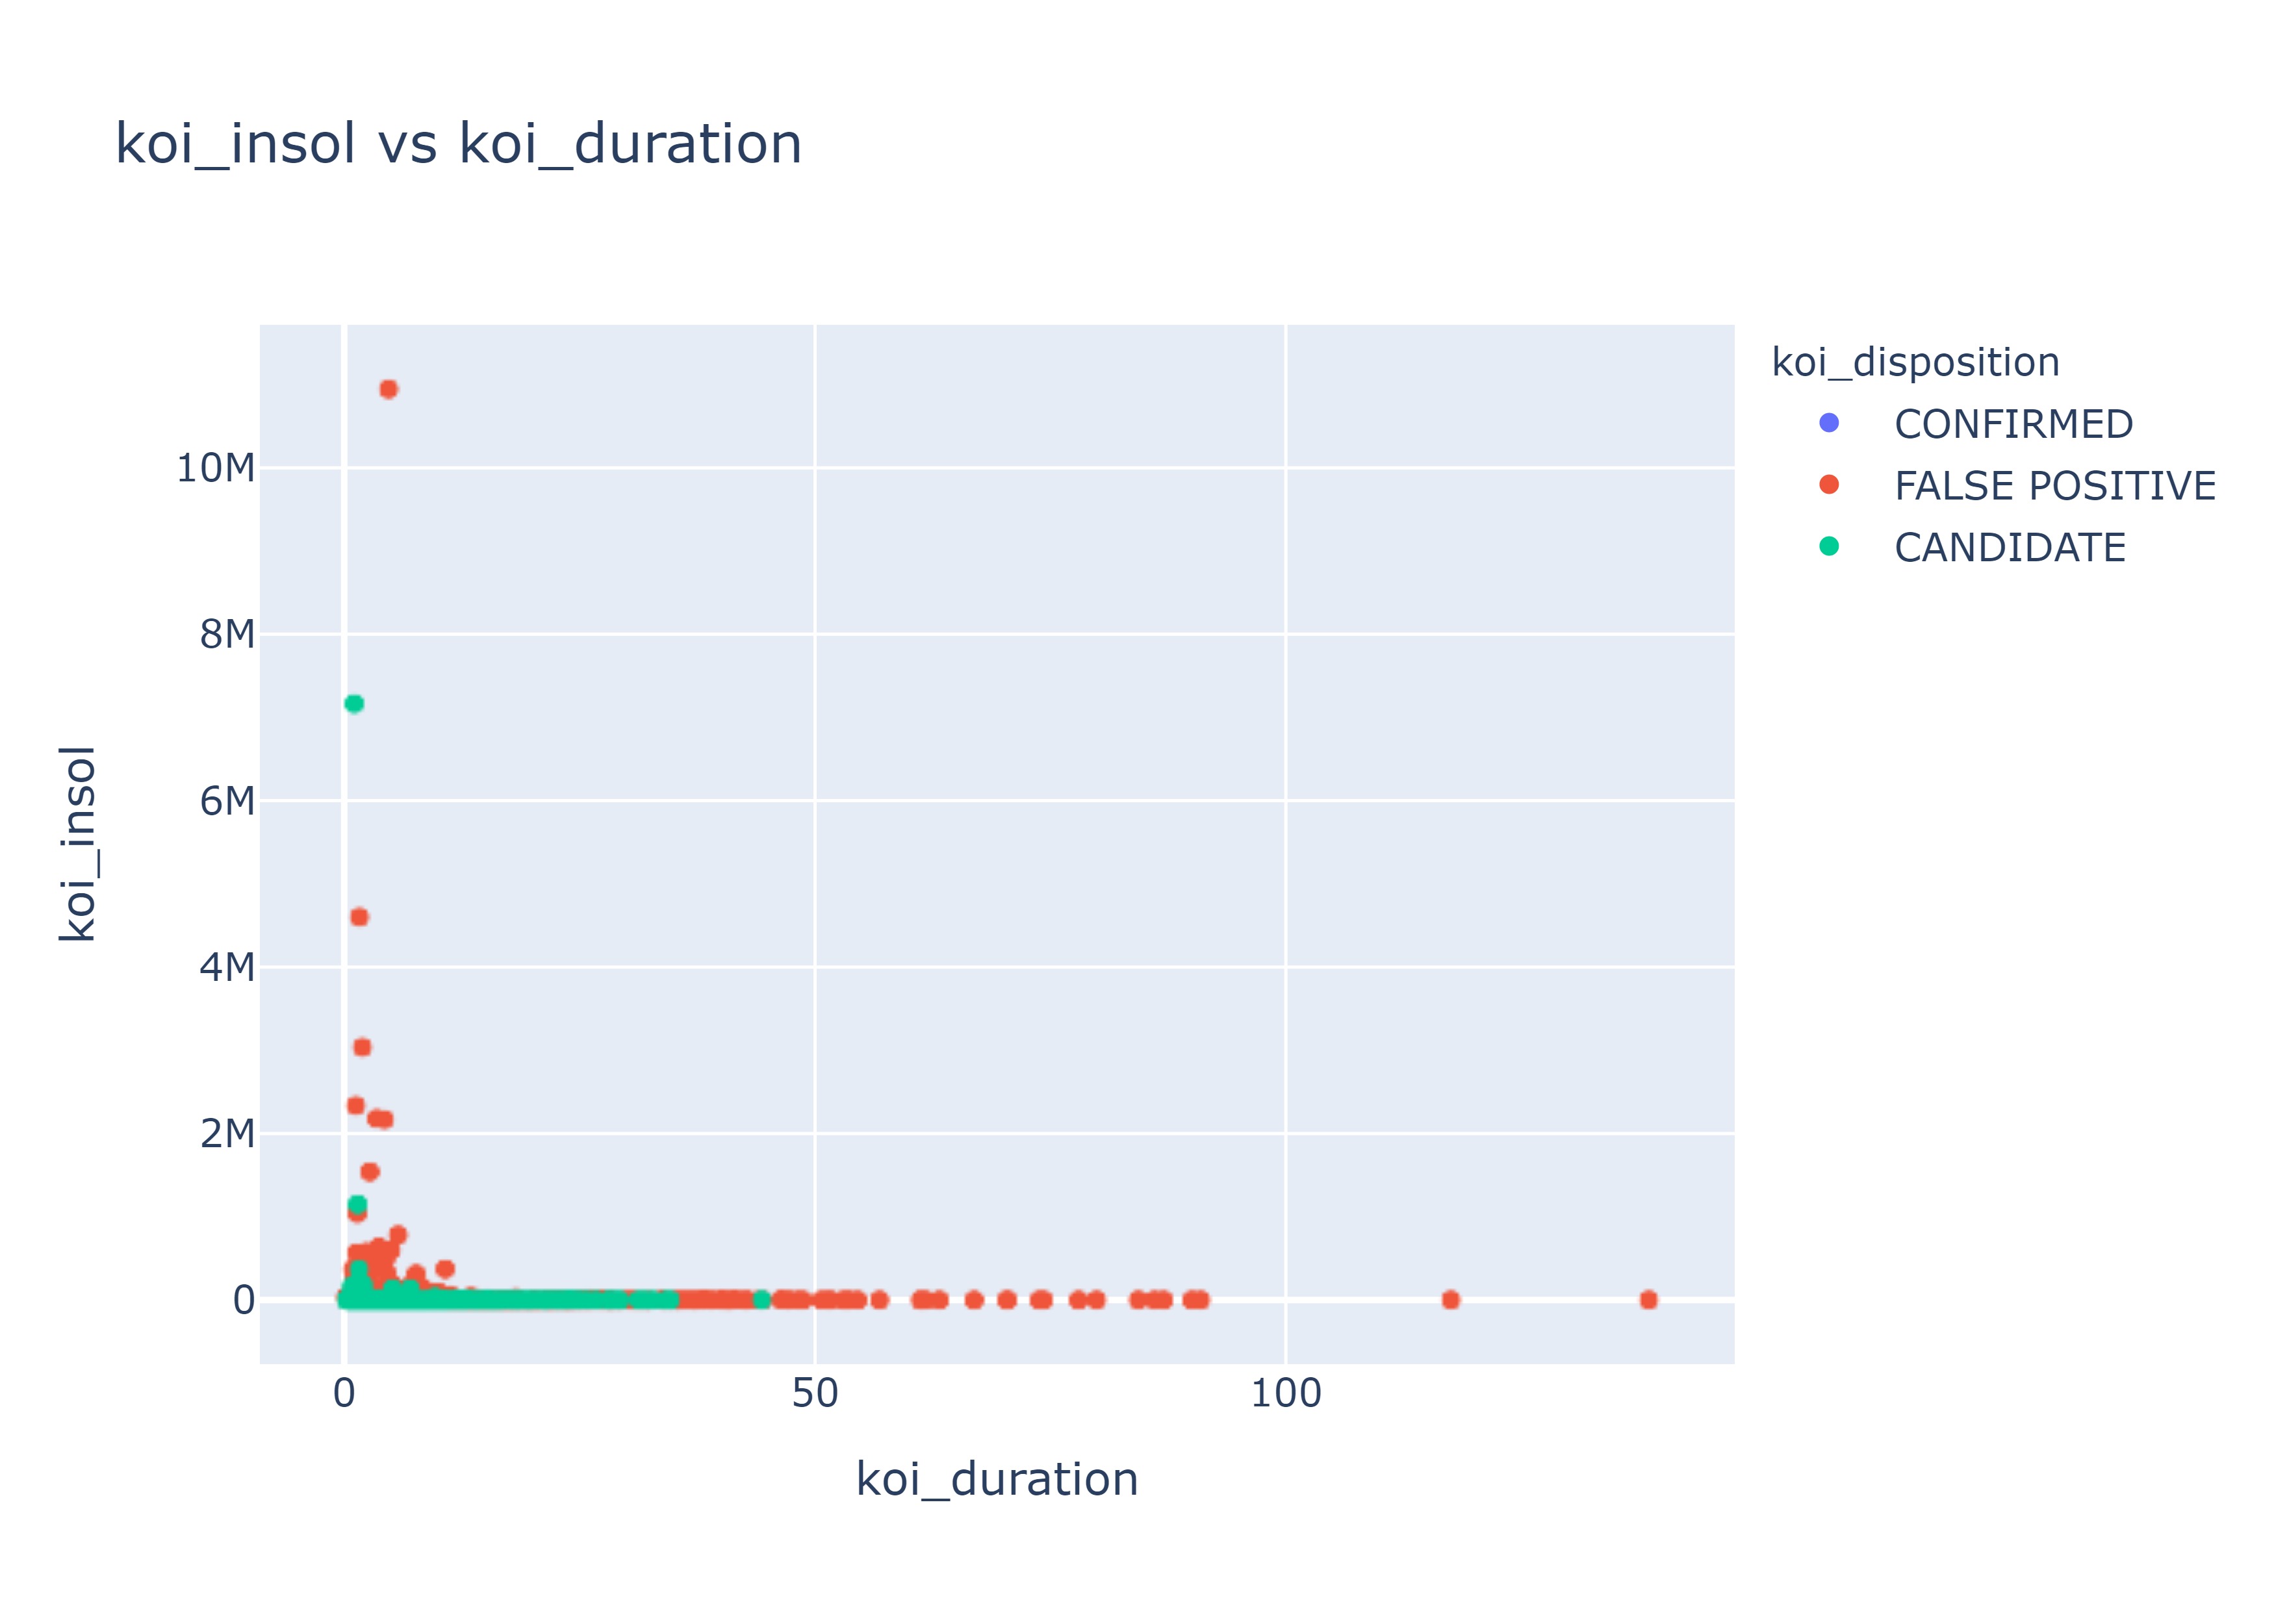 koi_insol vs koi_duration
koi_disposition
CONFIRMED
FALSE POSITIVE
CANDIDATE
10M
8M
6M
4M
2M
0
koi_insol
0 50 100
koi_duration